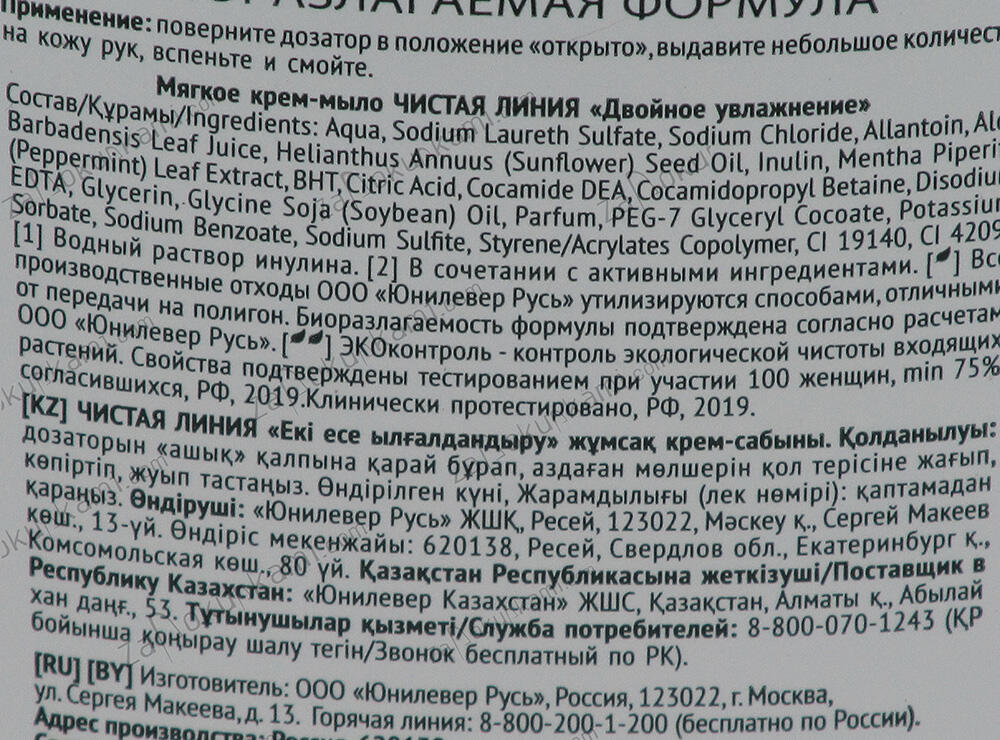 РАЗЛАГАЕМАЯ ФОРМУЛА
Применение: поверните дозатор в положение «открыто», выдавите небольшое количест
на кожу рук, вспеньте и смойте.
Мягкое крем-мыло ЧИСТАЯ ЛИНИЯ «Двойное увлажнение»
Состав/Құрамы/Ingredients: Aqua, Sodium Laureth Sulfate, Sodium Chloride, Allantoin, Alo
Barbadensis Leaf Juice, Helianthus Annuus (Sunflower) Seed Oil, Inulin, Mentha Piperit
(Peppermint) Leaf Extract, BHT, Citric Acid, Cocamide DEA, Cocamidopropyl Betaine, Disodiu
EDTA, Glycerin, Glycine Soja (Soybean) Oil, Parfum, PEG-7 Glyceryl Cocoate, Potassiu
Sorbate, Sodium Benzoate, Sodium Sulfite, Styrene/Acrylates Copolymer, CI 19140, CI 4209
[1] Водный раствор инулина. [2] В сочетании с активными ингредиентами. [ ] Все
производственные отходы ООО «Юнилевер Русь» утилизируются способами, отличными
от передачи на полигон. Биоразлагаемость формулы подтверждена согласно расчетам
ООО «Юнилевер Русь». [ ] ЭКОконтроль - контроль экологической чистоты входящих
растений. Свойства подтверждены тестированием при участии 100 женщин, min 75%
согласившихся, РФ, 2019.Клинически протестировано, РФ, 2019.
[KZ] ЧИСТАЯ ЛИНИЯ «Екі есе ылғалдандыру» жұмсақ крем-сабыны. Қолданылуы:
дозаторын «ашық» қалпына қарай бұрап, аздаған мөлшерін қол терісіне жағып,
көпіртіп, жуып тастаңыз. Өндірілген күні, Жарамдылығы (лек нөмірі): қаптамадан
қараңыз. Өндіруші: «Юнилевер Русь» ЖШҚ, Ресей, 123022, Мәскеу қ., Сергей Макеев
көш., 13-үй. Өндіріс мекенжайы: 620138, Ресей, Свердлов обл., Екатеринбург қ.,
Комсомольская көш., 80 үй. Қазақстан Республикасына жеткізуші/Поставщик в
Республику Казахстан: «Юнилевер Казахстан» ЖШС, Қазақстан, Алматы қ., Абылай
хан даңғ., 53. Тұтынушылар қызметі/Служба потребителей: 8-800-070-1243 (ҚР
бойынша қоңырау шалу тегін/Звонок бесплатный по РК).
[RU] [BY] Изготовитель: ООО «Юнилевер Русь», Россия, 123022, г. Москва,
ул. Сергея Макеева, д. 13. Горячая линия: 8-800-200-1-200 (бесплатно по России).
Адрес производства: Россия, 620138